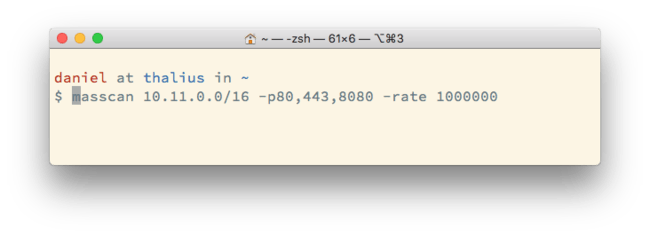 ~ — -zsh — 61×6 — ⌥⌘3
daniel at thalius in ~
$ masscan 10.11.0.0/16 -p80,443,8080 -rate 1000000